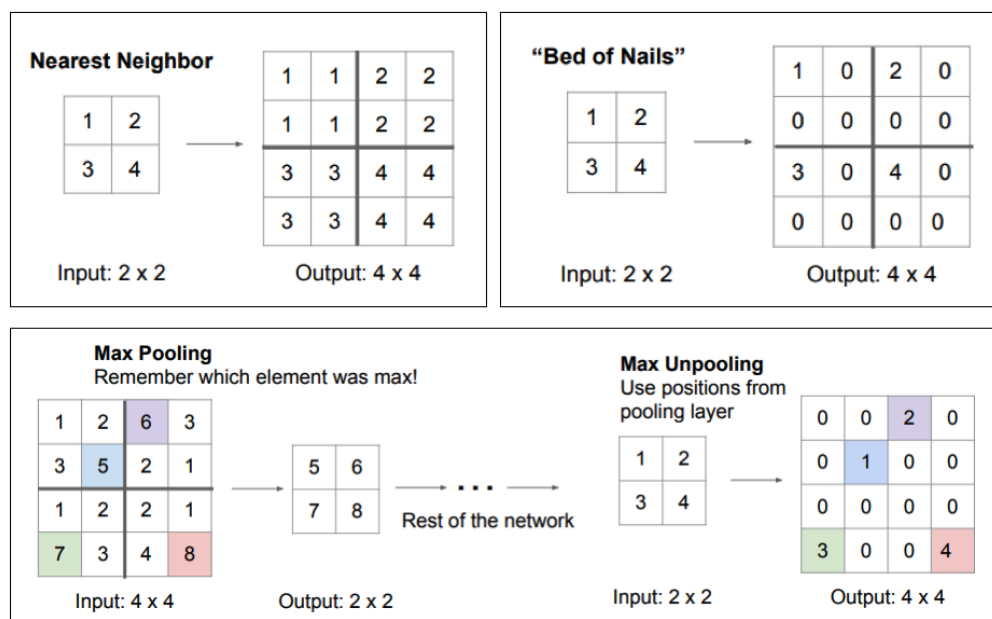 Nearest Neighbor
1 2
3 4
Input: 2 x 2
1 1 2 2
1 1 2 2
3 3 4 4
3 3 4 4
Output: 4 x 4
“Bed of Nails”
1 2
3 4
Input: 2 x 2
1 0 2 0
0 0 0 0
3 0 4 0
0 0 0 0
Output: 4 x 4
Max Pooling
Remember which element was max!
1 2 6 3
3 5 2 1
1 2 2 1
7 3 4 8
Input: 4 x 4
5 6
7 8
Output: 2 x 2
...
Rest of the network
Max Unpooling
Use positions from
pooling layer
1 2
3 4
Input: 2 x 2
0 0 2 0
0 1 0 0
0 0 0 0
3 0 0 4
Output: 4 x 4